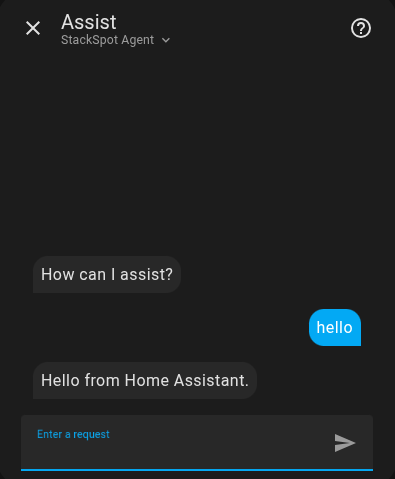 Assist
StackSpot Agent
How can I assist?
hello
Hello from Home Assistant.
Enter a request